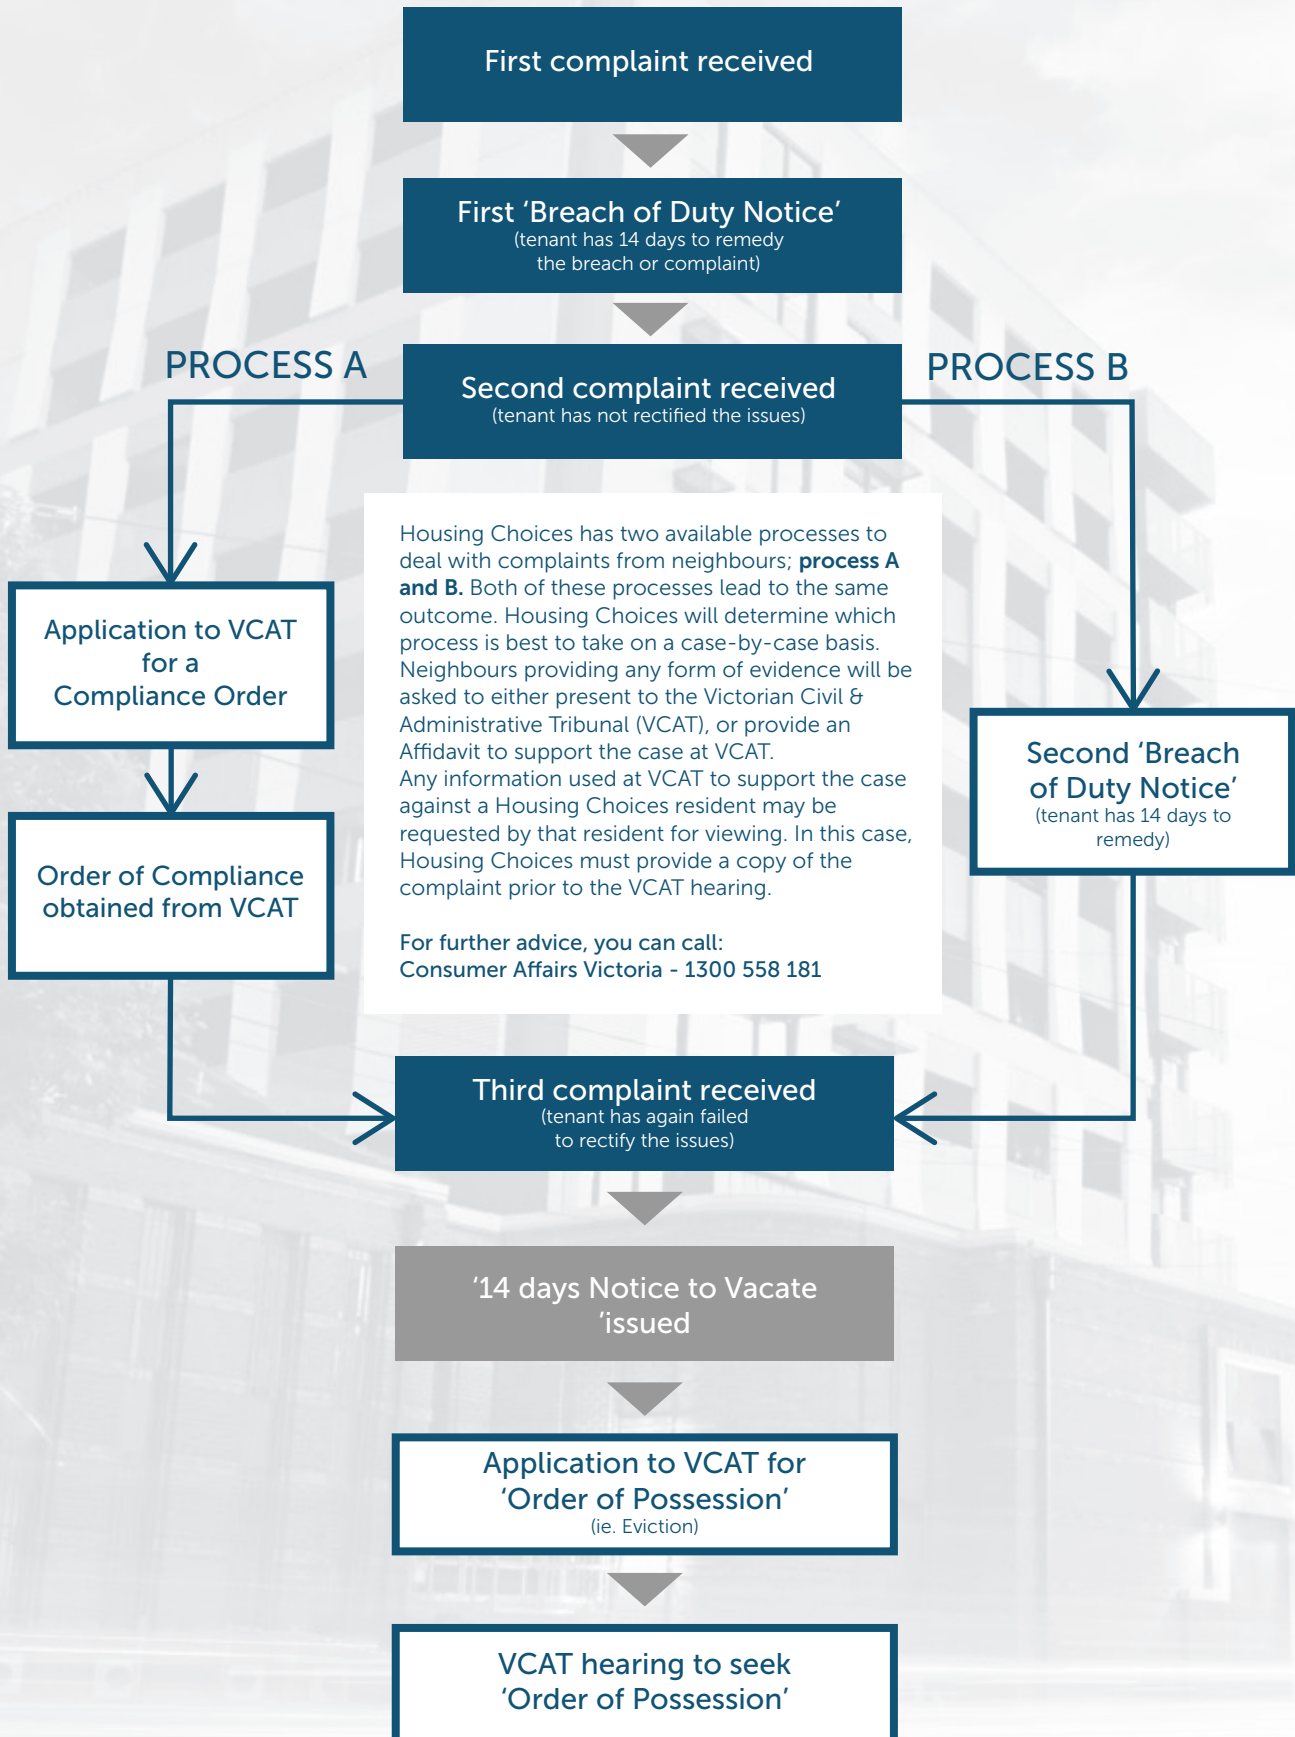 First complaint received
First ‘Breach of Duty Notice’
(tenant has 14 days to remedy
the breach or complaint)
PROCESS A
Second complaint received
(tenant has not rectified the issues)
PROCESS B
Application to VCAT
for a
Compliance Order
Order of Compliance
obtained from VCAT
Housing Choices has two available processes to
deal with complaints from neighbours; process A
and B. Both of these processes lead to the same
outcome. Housing Choices will determine which
process is best to take on a case-by-case basis.
Neighbours providing any form of evidence will be
asked to either present to the Victorian Civil &
Administrative Tribunal (VCAT), or provide an
Affidavit to support the case at VCAT.
Any information used at VCAT to support the case
against a Housing Choices resident may be
requested by that resident for viewing. In this case,
Housing Choices must provide a copy of the
complaint prior to the VCAT hearing.
For further advice, you can call:
Consumer Affairs Victoria - 1300 558 181
Second ‘Breach
of Duty Notice’
(tenant has 14 days to
remedy)
Third complaint received
(tenant has again failed
to rectify the issues)
‘14 days Notice to Vacate
’issued
Application to VCAT for
‘Order of Possession’
(ie. Eviction)
VCAT hearing to seek
‘Order of Possession’